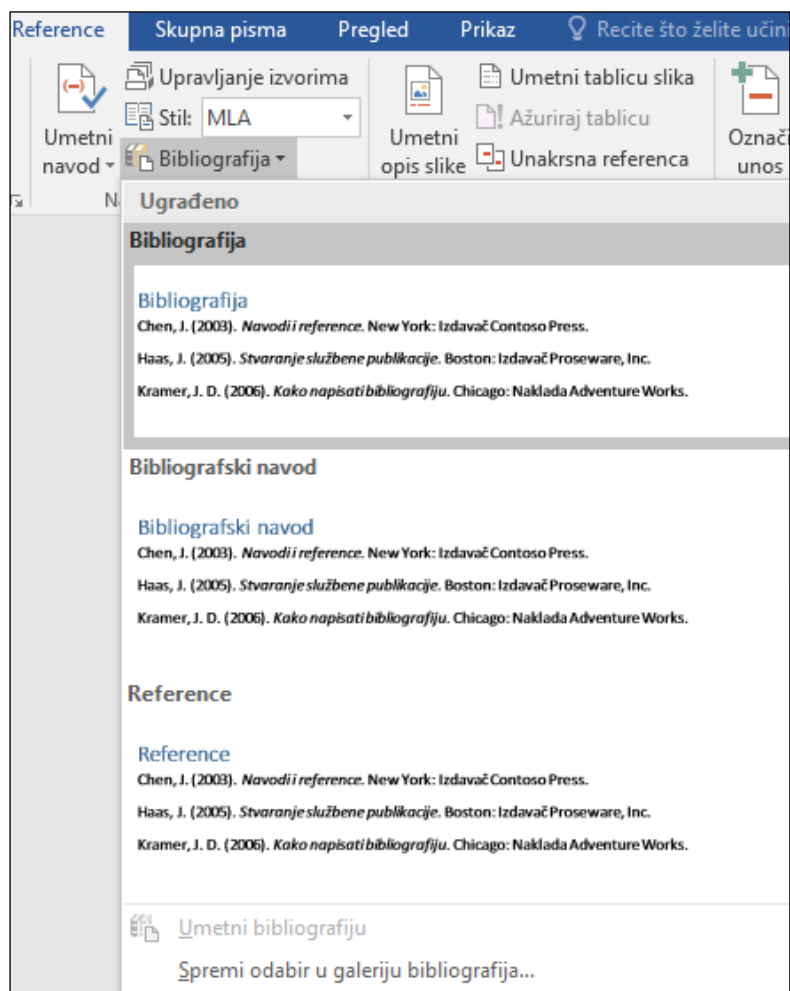 Reference Skupna pisma Pregled Prikaz Recite što želite učini
Upravljanje izvorima
Stil: MLA
Bibliografija
Umetni
navod
Umetni
opis slike
Umetni tablicu slika
Ažuriraj tablicu
Unakrsna referenca
Označi
unos
N
Ugrađeno
Bibliografija
Bibliografija
Chen, J. (2003). Navodi i reference. New York: Izdavač Contoso Press.
Haas, J. (2005). Stvaranje službene publikacije. Boston: Izdavač Proseware, Inc.
Kramer, J. D. (2006). Kako napisati bibliografiju. Chicago: Naklada Adventure Works.
Bibliografski navod
Bibliografski navod
Chen, J. (2003). Navodi i reference. New York: Izdavač Contoso Press.
Haas, J. (2005). Stvaranje službene publikacije. Boston: Izdavač Proseware, Inc.
Kramer, J. D. (2006). Kako napisati bibliografiju. Chicago: Naklada Adventure Works.
Reference
Reference
Chen, J. (2003). Navodi i reference. New York: Izdavač Contoso Press.
Haas, J. (2005). Stvaranje službene publikacije. Boston: Izdavač Proseware, Inc.
Kramer, J. D. (2006). Kako napisati bibliografiju. Chicago: Naklada Adventure Works.
Umetni bibliografiju
Spremi odabir u galeriju bibliografija...